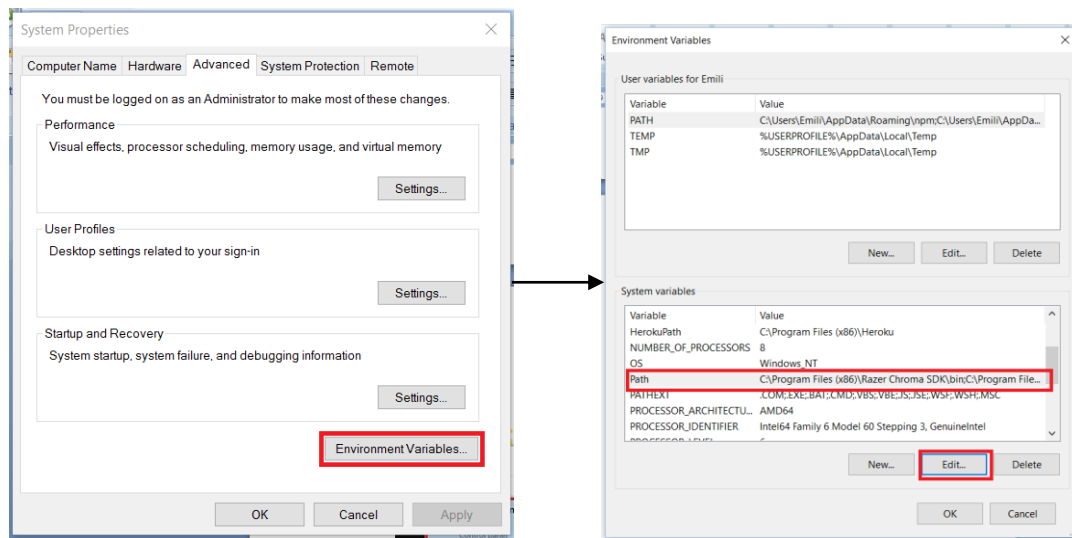 System Properties
Computer Name Hardware Advanced System Protection Remote
You must be logged on as an Administrator to make most of these changes.
Performance
Visual effects, processor scheduling, memory usage, and virtual memory
Settings...
User Profiles
Desktop settings related to your sign-in
Settings...
Startup and Recovery
System startup, system failure, and debugging information
Settings...
Environment Variables...
OK Cancel Apply
Environment Variables
User variables for Emili
Variable Value
PATH C:\Users\Emili\AppData\Roaming\npm;C:\Users\Emili\AppDa...
TEMP %USERPROFILE%\AppData\Local\Temp
TMP %USERPROFILE%\AppData\Local\Temp
New... Edit... Delete
System variables
Variable Value
HerokuPath C:\Program Files (x86)\Heroku
NUMBER_OF_PROCESSORS 8
OS Windows_NT
Path C:\Program Files (x86)\Razer Chroma SDK\bin;C:\Program File...
PATHEXT .COM;.EXE;.BAT;.CMD;.VBS;.VBE;.JS;.JSE;.WSF;.WSH;.MSC
PROCESSOR_ARCHITECTU... AMD64
PROCESSOR_IDENTIFIER Intel64 Family 6 Model 60 Stepping 3, GenuineIntel
New... Edit... Delete
OK Cancel